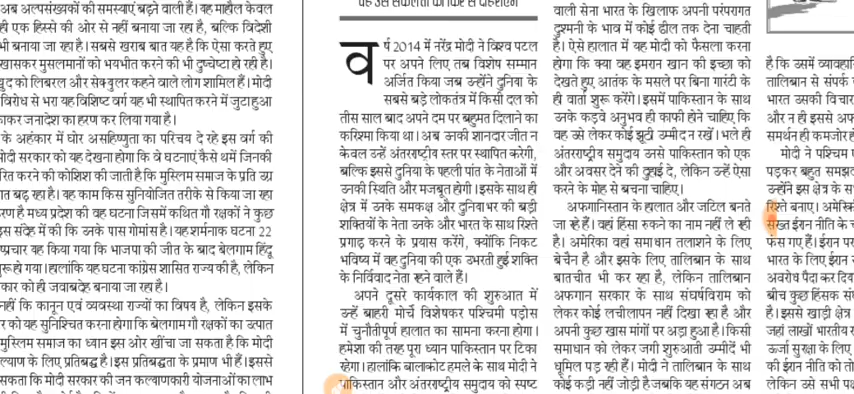 अब अल्पसंख्यकों की समस्याएं बढ़ने वाली हैं। यह माहौल केवल
ही एक हिस्से की ओर से नहीं बनाया जा रहा है, बल्कि विदेशी
भी बनाया जा रहा है। सबसे खराब बात यह है कि ऐसा करते हुए
खासकर मुसलमानों को भयभीत करने की भी दुष्चेष्टा हो रही है।
खुद को लिबरल और सेक्युलर कहने वाले लोग शामिल हैं। मोदी
विरोध से भरा यह विशिष्ट वर्ग यह भी स्थापित करने में जुटा हुआ
कर जनादेश का हरण कर लिया गया है।
के अहंकार में घोर असहिष्णुता का परिचय दे रहे इस वर्ग की
मोदी सरकार को यह देखना होगा कि वे घटनाएं कैसे थमें जिनकी
रित करने की कोशिश की जाती है कि मुस्लिम समाज के प्रति उग्र
ात बढ़ रहा है। यह काम किस सुनियोजित तरीके से किया जा रहा
रण है मध्य प्रदेश की वह घटना जिसमें कथित गौ रक्षकों ने कुछ
इस संदेह में की कि उनके पास गोमांस है। यह शर्मनाक घटना 22
ष्प्रचार यह किया गया कि भाजपा की जीत के बाद बेलगाम हिंदू
शुरू हो गया। हालांकि यह घटना कांग्रेस शासित राज्य की है, लेकिन
कार को ही जवाबदेह बनाया जा रहा है।
नहीं कि कानून एवं व्यवस्था राज्यों का विषय है, लेकिन इसके
र को यह सुनिश्चित करना होगा कि बेलगाम गौ रक्षकों का उत्पात
मुस्लिम समाज का ध्यान इस ओर खींचा जा सकता है कि मोदी
ल्याण के लिए प्रतिबद्ध है। इस प्रतिबद्धता के प्रमाण भी हैं। इससे
सकता कि मोदी सरकार की जन कल्याणकारी योजनाओं का लाभ
वर्ष 2014 में नरेंद्र मोदी ने विश्व पटल
पर अपने लिए तब विशेष सम्मान
अर्जित किया जब उन्होंने दुनिया के
सबसे बड़े लोकतंत्र में किसी दल को
तीस साल बाद अपने दम पर बहुमत दिलाने का
करिश्मा किया था। अब उनकी शानदार जीत न
केवल उन्हें अंतरराष्ट्रीय स्तर पर स्थापित करेगी,
बल्कि इससे दुनिया के पहली पांत के नेताओं में
उनकी स्थिति और मजबूत होगी। इसके साथ ही
क्षेत्र में उनके समकक्ष और दुनिया भर की बड़ी
शक्तियों के नेता उनके और भारत के साथ रिश्ते
प्रगाढ़ करने के प्रयास करेंगे, क्योंकि निकट
भविष्य में वह दुनिया की एक उभरती हुई शक्ति
के निर्विवाद नेता रहने वाले हैं।
अपने दूसरे कार्यकाल की शुरुआत में
उन्हें बाहरी मोर्चे विशेषकर पश्चिमी पड़ोस
में चुनौतीपूर्ण हालात का सामना करना होगा।
हमेशा की तरह पूरा ध्यान पाकिस्तान पर टिका
रहेगा। हालांकि बालाकोट हमले के साथ मोदी ने
पाकिस्तान और अंतरराष्ट्रीय समुदाय को स्पष्ट
वाली सेना भारत के खिलाफ अपनी परंपरागत
दुश्मनी के भाव में कोई ढील तक देना चाहती
है। ऐसे हालात में यह मोदी को फैसला करना
होगा कि क्या वह इमरान खान की इच्छा को
देखते हुए आतंक के मसले पर बिना गारंटी के
ही वार्ता शुरू करेंगे। इसमें पाकिस्तान के साथ
उनके कड़वे अनुभव ही काफी होने चाहिए कि
वह उसे लेकर कोई झूठी उम्मीद न रखें। भले ही
अंतरराष्ट्रीय समुदाय उनसे पाकिस्तान को एक
और अवसर देने की दुहाई दे, लेकिन उन्हें ऐसा
करने के मोह से बचना चाहिए।
अफगानिस्तान के हालात और जटिल बनते
जा रहे हैं। वहां हिंसा रुकने का नाम नहीं ले रही
है। अमेरिका वहां समाधान तलाशने के लिए
बेचैन है और इसके लिए तालिबान के साथ
बातचीत भी कर रहा है, लेकिन तालिबान
अफगान सरकार के साथ संघर्षविराम को
लेकर कोई लचीलापन नहीं दिखा रहा है और
अपनी कुछ खास मांगों पर अड़ा हुआ है। किसी
समाधान को लेकर जगी शुरुआती उम्मीदें भी
धूमिल पड़ रही हैं। मोदी ने तालिबान के साथ
कोई कड़ी नहीं जोड़ी है जबकि यह संगठन अब
है कि उसमें व्यावहारि
तालिबान से संपर्क
भारत उसकी विचार
और न ही इससे अफ
समर्थन ही कमजोर ह
मोदी ने पश्चिम ए
पड़कर बहुत समझद
उन्होंने इस क्षेत्र के स
रिश्ते बनाए। अमेरिक
सख्त ईरान नीति के च
फंस गए हैं। ईरान पर
भारत के लिए ईरान
अवरोध पैदा कर दिय
बीच कुछ हिंसक सं
है। इससे खाड़ी क्षेत्र
जहां लाखों भारतीय र
ऊर्जा सुरक्षा के लिए
की ईरान नीति को तो
लेकिन उसे सभी पक्ष